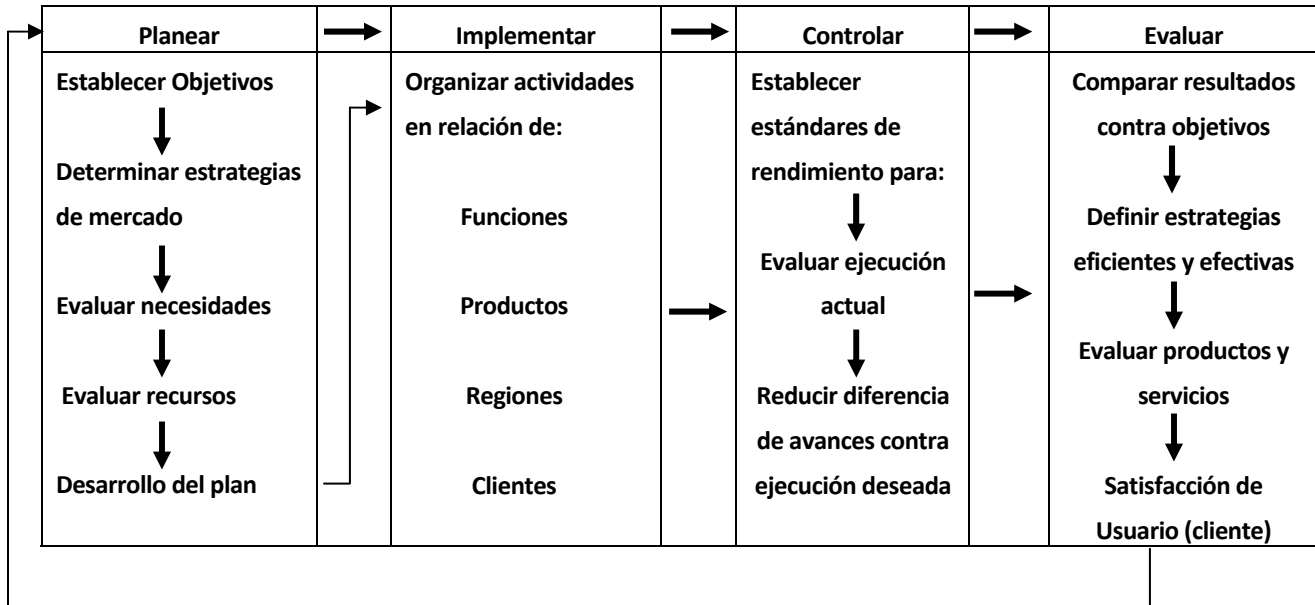 Planear
Implementar
Controlar
Evaluar
Establecer Objetivos
Determinar estrategias
de mercado
Evaluar necesidades
Evaluar recursos
Desarrollo del plan
Organizar actividades
en relación de:
Funciones
Productos
Regiones
Clientes
Establecer
estándares de
rendimiento para:
Evaluar ejecución
actual
Reducir diferencia
de avances contra
ejecución deseada
Comparar resultados
contra objetivos
Definir estrategias
eficientes y efectivas
Evaluar productos y
servicios
Satisfacción de
Usuario (cliente)